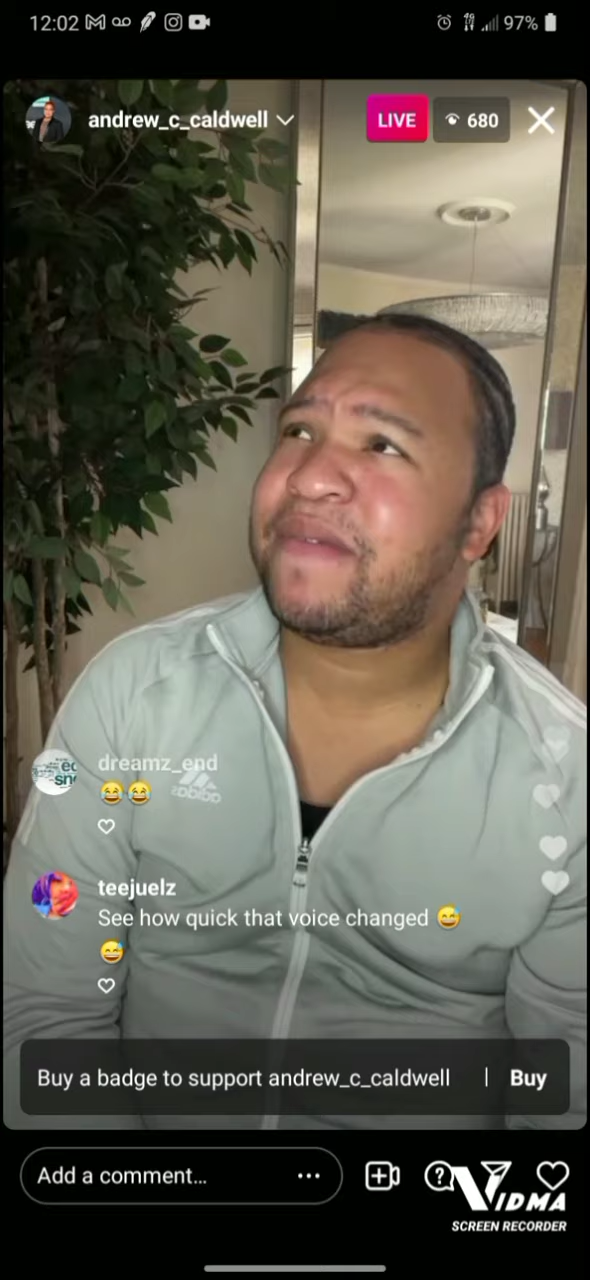 12:02
97%
andrew_c_caldwell
LIVE
680
dreamz_end
😂😂
adidas
teejuelz
See how quick that voice changed 😅
😅
Buy a badge to support andrew_c_caldwell | Buy
Add a comment...
VIDMA
SCREEN RECORDER